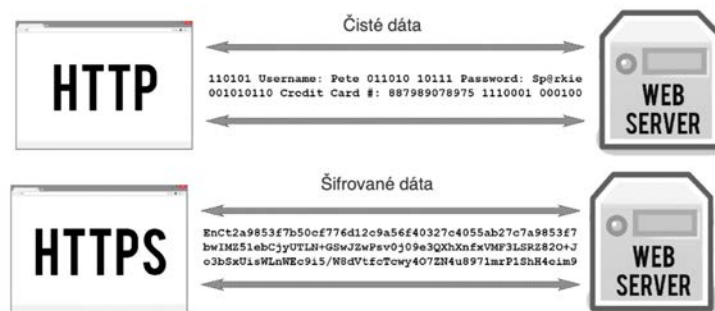 Čisté dáta
HTTP
110101 Username: Pete 011010 10111 Password: Sp@rkie
001010110 Credit Card #: 887989078975 1110001 000100
WEB
SERVER
Šifrované dáta
HTTPS
EnCt2a9853f7b50cf776d12c9a56f40327c4055ab27c7a9853f7
bwIMZ51ebCjyUTLN+GSwJZwPsv0j09e3QXhXnfxVMF3LSRZ82O+J
o3bSxUisWLnWEc9i5/W8dVtfcTcwy4O7ZN4u8971mrP1ShH4oim9
WEB
SERVER